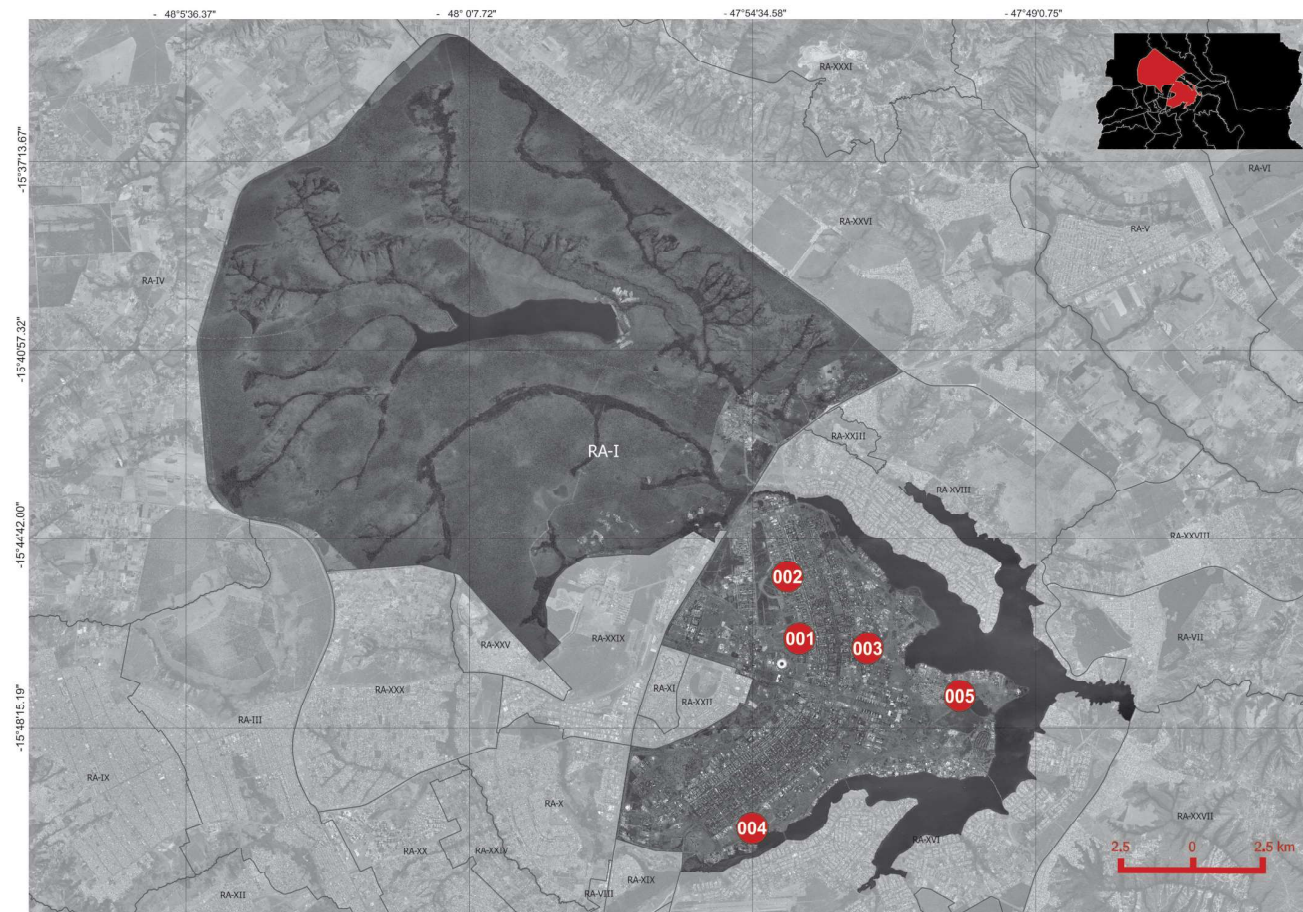 - 48°5'36.37"
- 48° 0'7.72"
- 47°54'34.58"
- 47°49'0.75"
-15°37'13.67"
-15°40'57.32"
-15°44'42.00"
-15°48'15.19"
RA-XXXI
RA-VI
RA-XXVI
RA-V
RA-IV
RA-XXIII
RA-I
RA-XVIII
RA-XXVIII
002
RA-XXV
RA-XXIX
001
003
RA-VII
RA-XXX
RA-XI
005
RA-III
RA-XXII
RA-IX
RA-X
RA-XXVII
004
RA-XVI
RA-XX
RA-XXIV
2.5
0
2.5 km
RA-XII
RA-VIII
RA-XIX